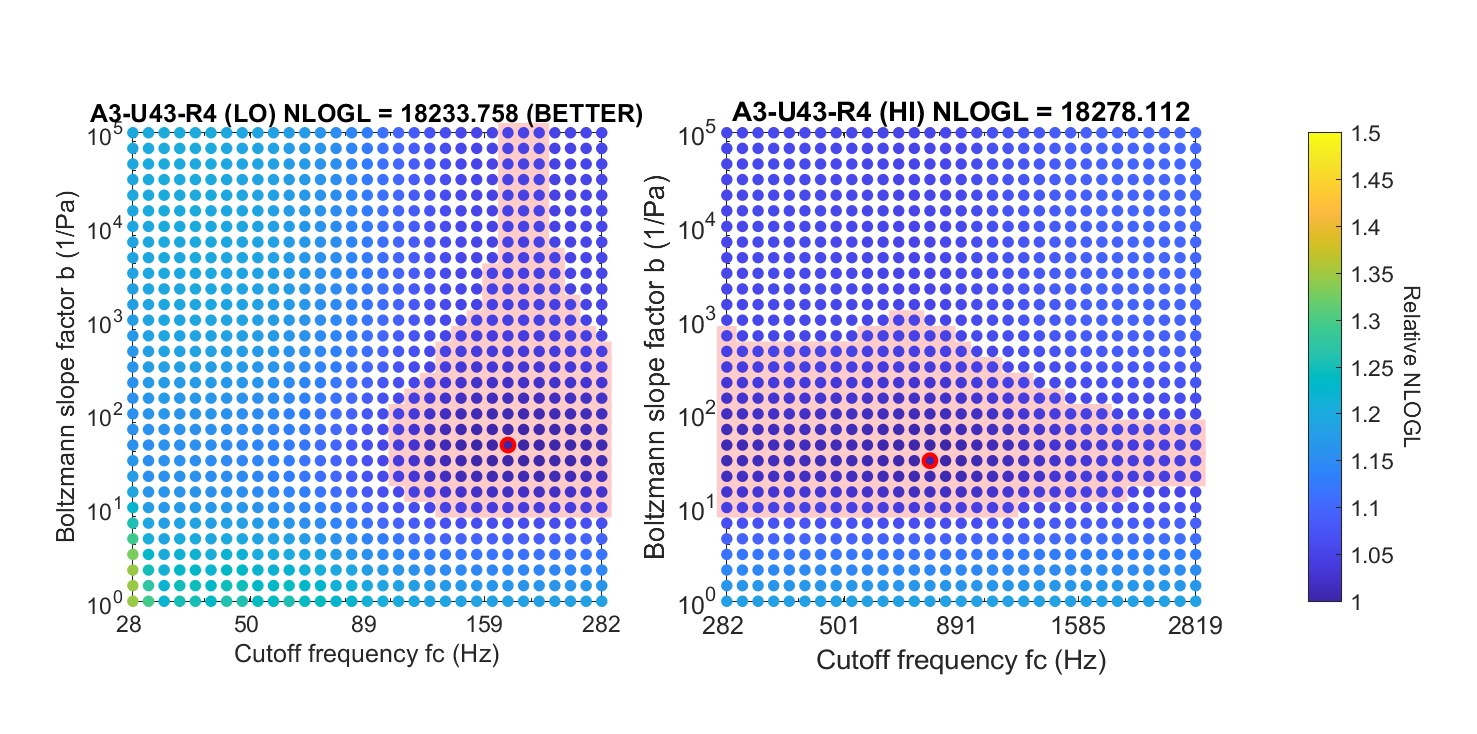 A3-U43-R4 (LO) NLOGL = 18233.758 (BETTER)
10^5
10^4
10^3
10^2
10^1
10^0
Boltzmann slope factor b (1/Pa)
28 50 89 159 282
Cutoff frequency fc (Hz)
A3-U43-R4 (HI) NLOGL = 18278.112
10^5
10^4
10^3
10^2
10^1
10^0
Boltzmann slope factor b (1/Pa)
282 501 891 1585 2819
Cutoff frequency fc (Hz)
1.5
1.45
1.4
1.35
1.3
1.25
1.2
1.15
1.1
1.05
1
Relative NLOGL